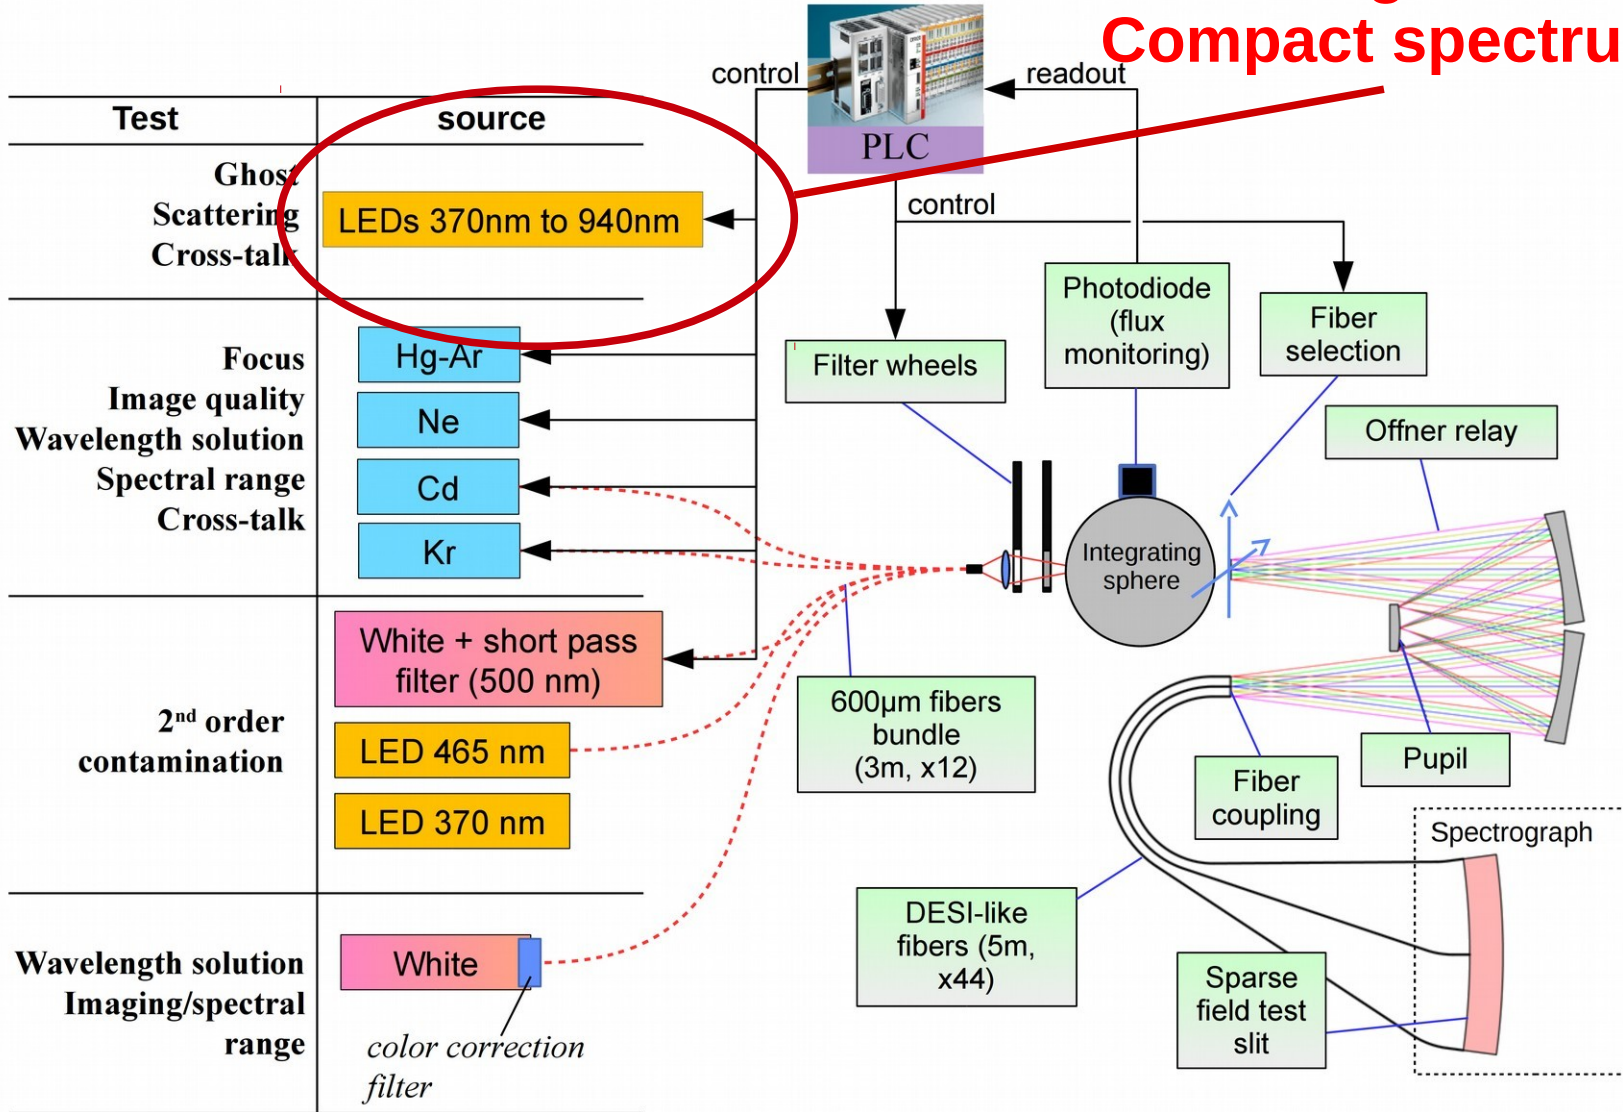 Compact spectru
control
readout
PLC
control
Test
source
Ghost
Scattering
Cross-talk
LEDs 370nm to 940nm
Focus
Image quality
Wavelength solution
Spectral range
Cross-talk
Hg-Ar
Ne
Cd
Kr
2nd order
contamination
White + short pass
filter (500 nm)
LED 465 nm
LED 370 nm
Wavelength solution
Imaging/spectral
range
White
color correction
filter
Filter wheels
Photodiode
(flux
monitoring)
Fiber
selection
Offner relay
Integrating
sphere
600µm fibers
bundle
(3m, x12)
Fiber
coupling
Pupil
DESI-like
fibers (5m,
x44)
Sparse
field test
slit
Spectrograph